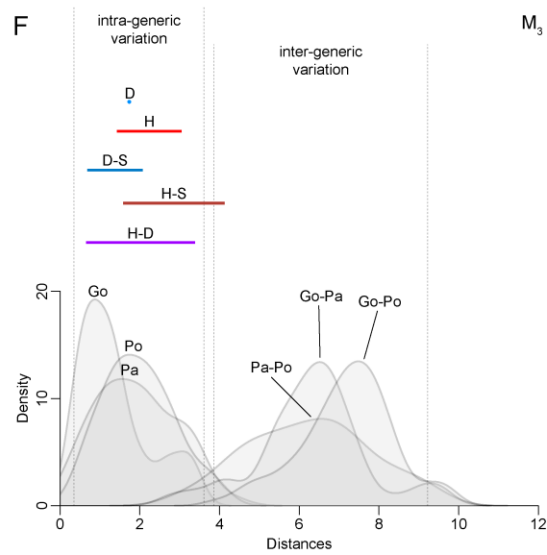 F
intra-generic
variation
inter-generic
variation
M3
D
H
D-S
H-S
H-D
20
10
0
Density
Go
Po
Pa
Go-Pa
Go-Po
Pa-Po
0 2 4 6 8 10 12
Distances